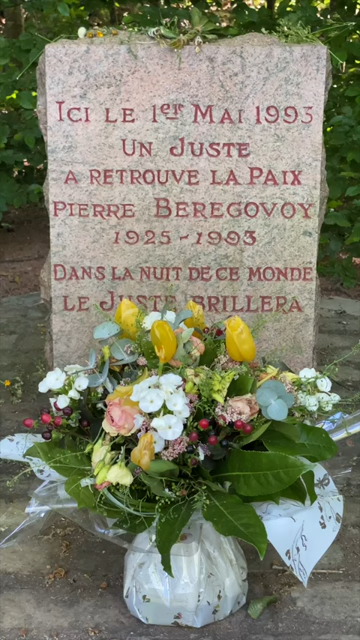 ICI LE 1ER MAI 1993
UN JUSTE
A RETROUVE LA PAIX
PIERRE BEREGOVOY
1925 - 1993
DANS LA NUIT DE CE MONDE
LE JUSTE BRILLERA